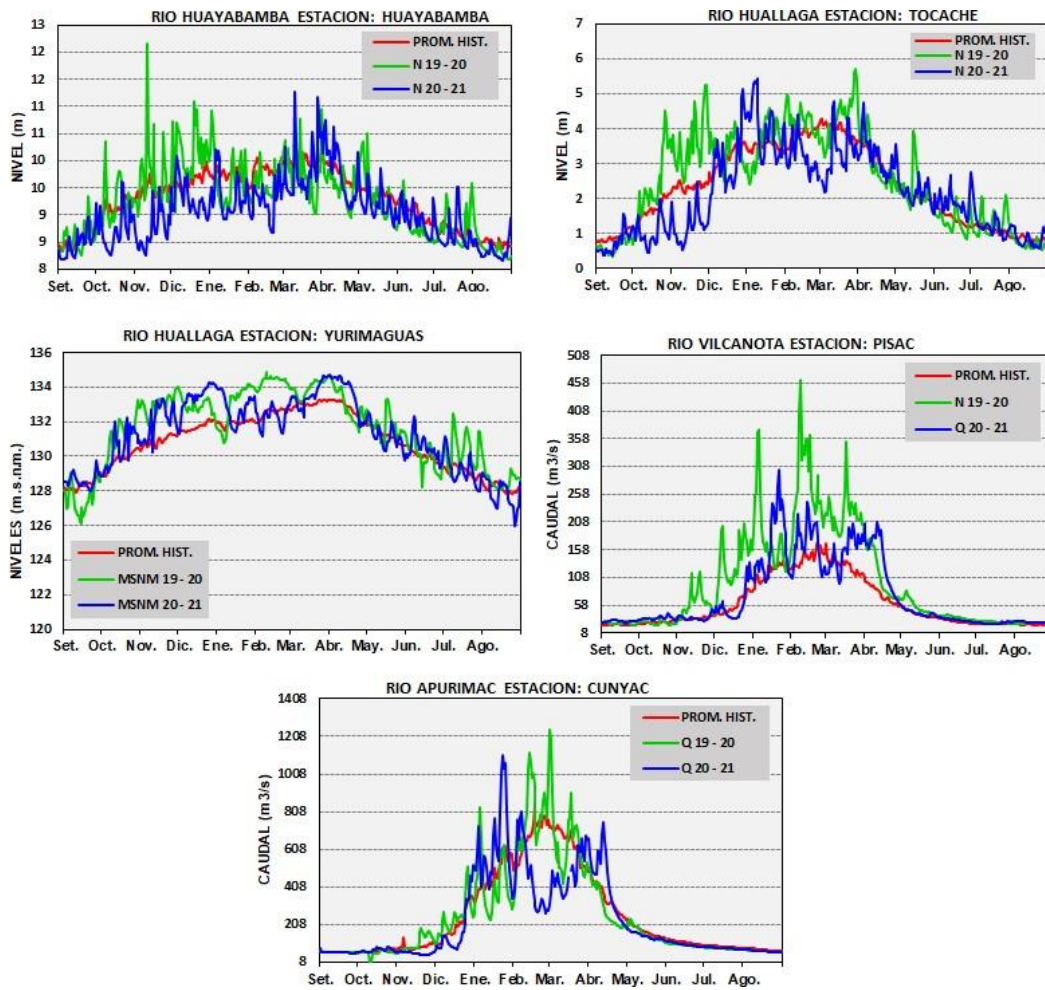 RIO HUAYABAMBA ESTACION: HUAYABAMBA
NIVEL (m)
13
12
12
11
11
10
10
9
9
8
PROM. HIST.
N 19 - 20
N 20 - 21
Set. Oct. Nov. Dic. Ene. Feb. Mar. Abr. May. Jun. Jul. Ago.
RIO HUALLAGA ESTACION: TOCACHE
NIVEL (m)
7
6
5
4
3
2
1
0
PROM. HIST.
N 19 - 20
N 20 - 21
Set. Oct. Nov. Dic. Ene. Feb. Mar. Abr. May. Jun. Jul. Ago.
RIO HUALLAGA ESTACION: YURIMAGUAS
NIVELES (m.s.nm.)
136
134
132
130
128
126
124
122
120
PROM. HIST.
MSNM 19 - 20
MSNM 20 - 21
Set. Oct. Nov. Dic. Ene. Feb. Mar. Abr. May. Jun. Jul. Ago.
RIO VILCANOTA ESTACION: PISAC
CAUDAL (m3/s)
508
458
408
358
308
258
208
158
108
58
8
PROM. HIST.
N 19 - 20
Q 20 - 21
Set. Oct. Nov. Dic. Ene. Feb. Mar. Abr. May. Jun. Jul. Ago.
RIO APURIMAC ESTACION: CUNYAC
CAUDAL (m3/s)
1408
1208
1008
808
608
408
208
8
PROM. HIST.
Q 19 - 20
Q 20 - 21
Set. Oct. Nov. Dic. Ene. Feb. Mar. Abr. May. Jun. Jul. Ago.